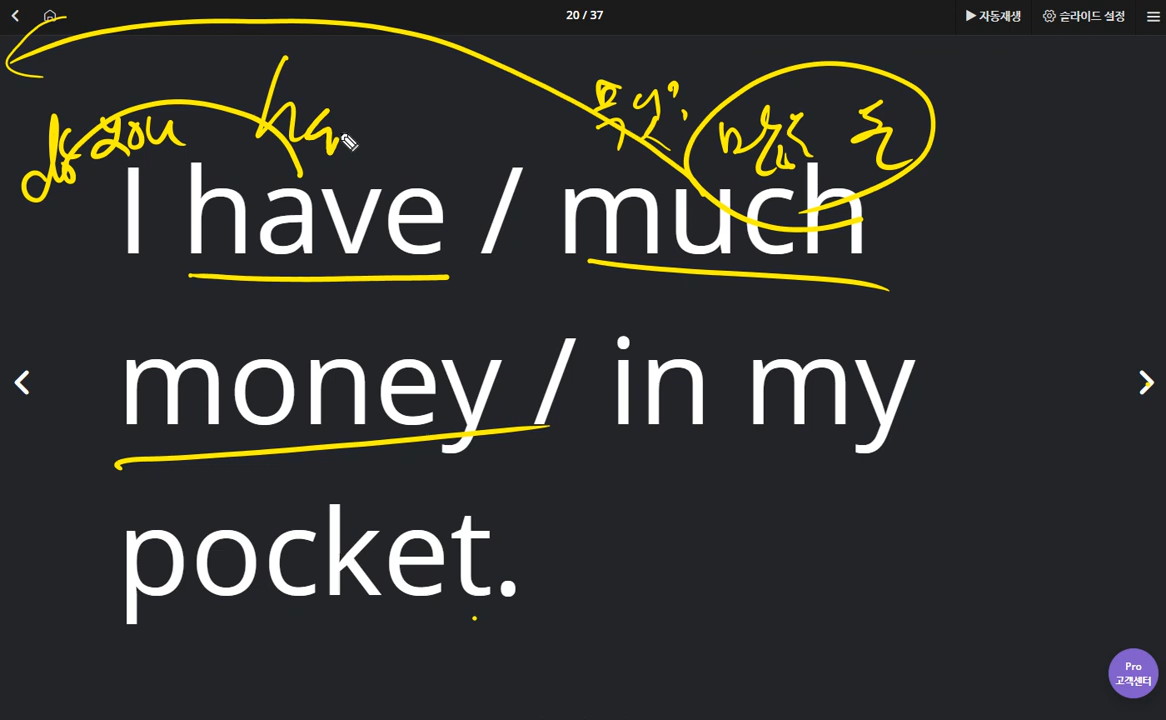 20 / 37
자동재생
슬라이드 설정
do you ha
I have / much
money / in my
pocket.
Pro
고객센터